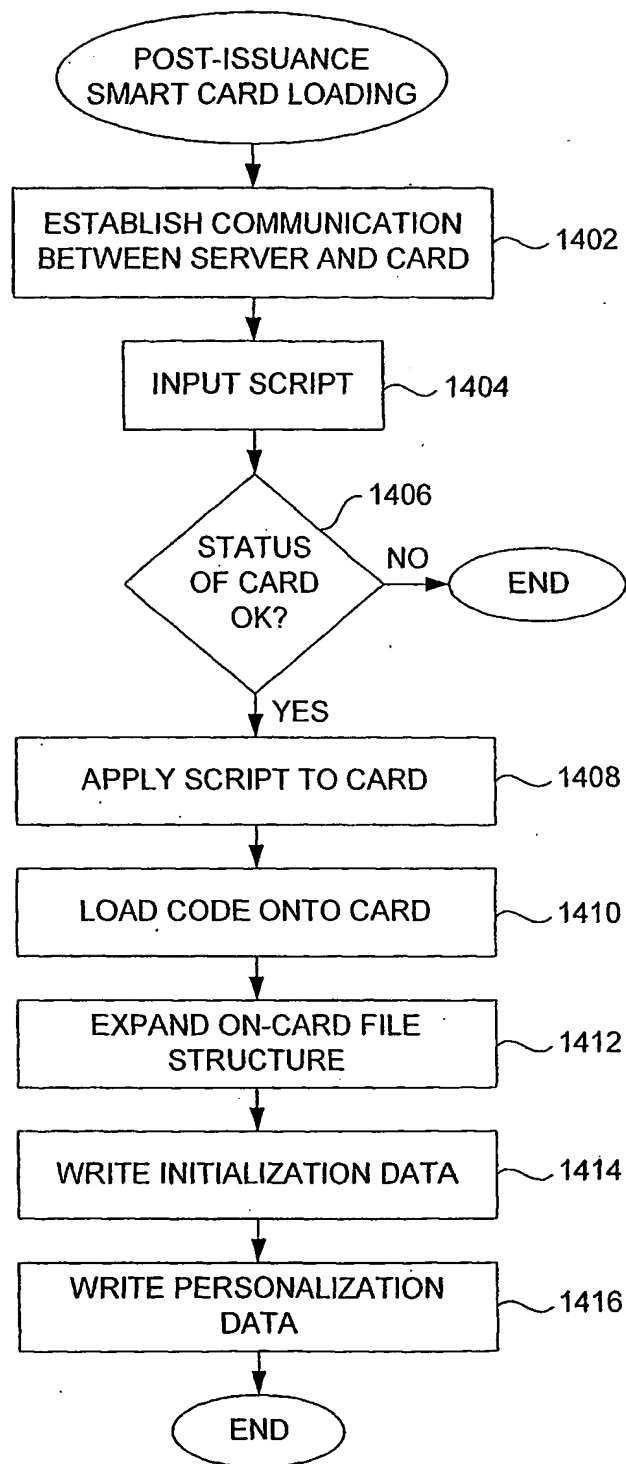 POST-ISSUANCE
SMART CARD LOADING
ESTABLISH COMMUNICATION
BETWEEN SERVER AND CARD
1402
INPUT SCRIPT
1404
1406
STATUS
OF CARD
OK?
NO
END
YES
APPLY SCRIPT TO CARD
1408
LOAD CODE ONTO CARD
1410
EXPAND ON-CARD FILE
STRUCTURE
1412
WRITE INITIALIZATION DATA
1414
WRITE PERSONALIZATION
DATA
1416
END